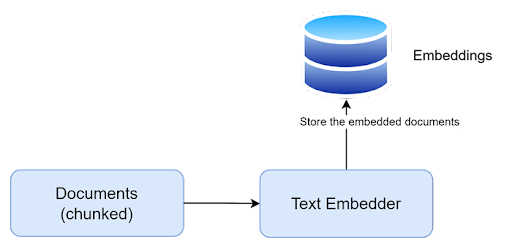 Embeddings
Store the embedded documents
Documents
(chunked)
Text Embedder